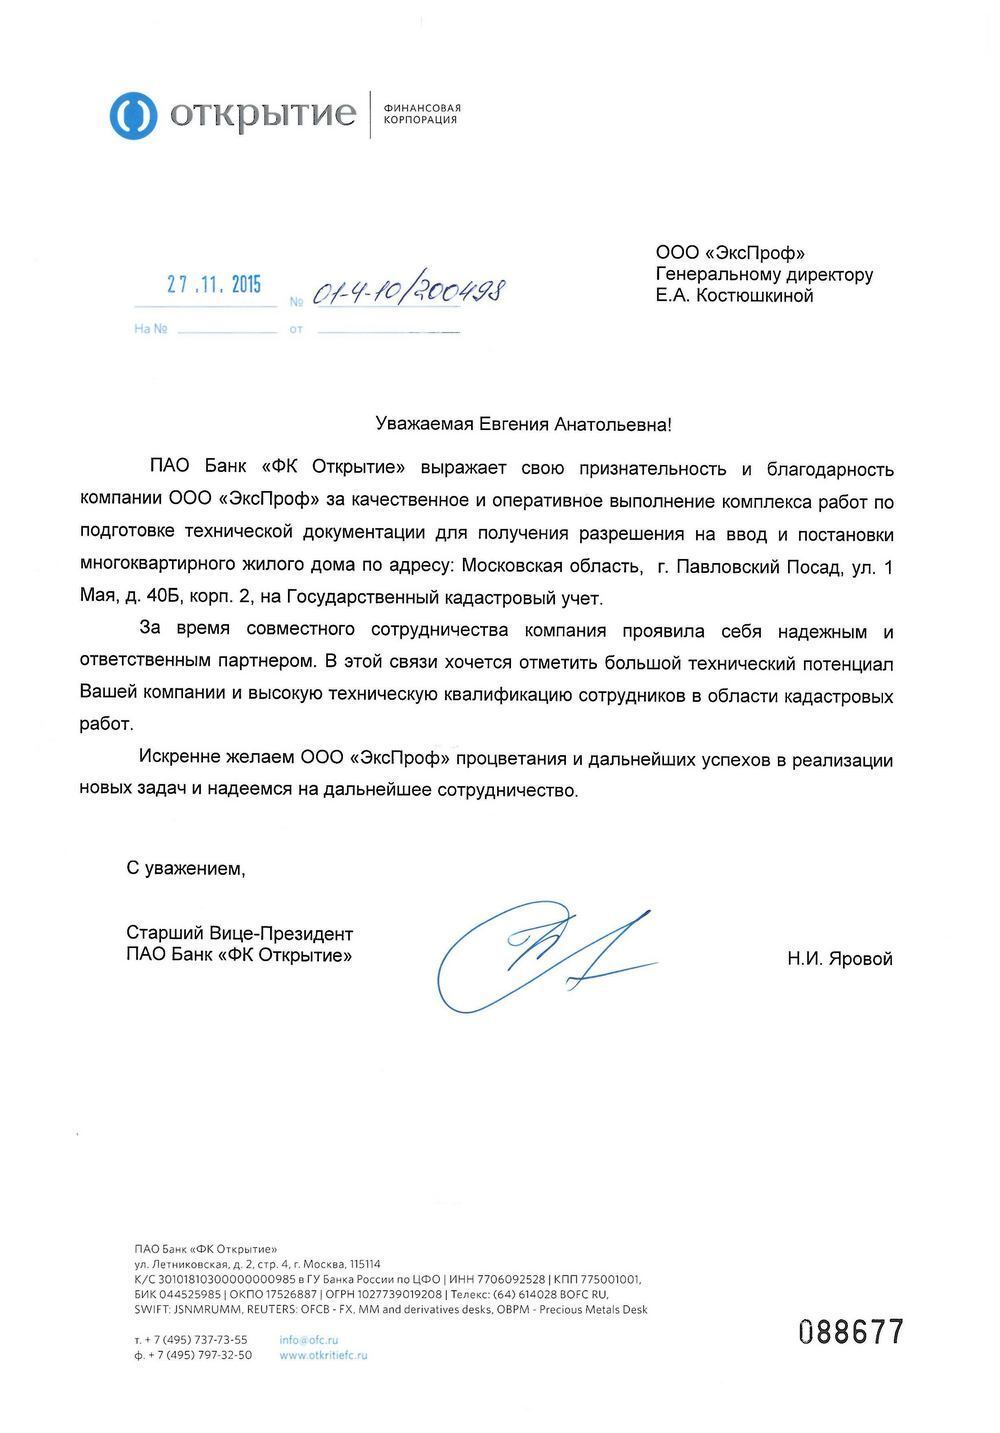 открытие
ФИНАНСОВАЯ
КОРПОРАЦИЯ
ООО «ЭксПроф»
Генеральному директору
Е.А. Костюшкиной
27.11.2015 № 01-4-10/200498
На № от
Уважаемая Евгения Анатольевна!
ПАО Банк «ФК Открытие» выражает свою признательность и благодарность
компании ООО «ЭксПроф» за качественное и оперативное выполнение комплекса работ по
подготовке технической документации для получения разрешения на ввод и постановки
многоквартирного жилого дома по адресу: Московская область, г. Павловский Посад, ул. 1
Мая, д. 40Б, корп. 2, на Государственный кадастровый учет.
За время совместного сотрудничества компания проявила себя надежным и
ответственным партнером. В этой связи хочется отметить большой технический потенциал
Вашей компании и высокую техническую квалификацию сотрудников в области кадастровых
работ.
Искренне желаем ООО «ЭксПроф» процветания и дальнейших успехов в реализации
новых задач и надеемся на дальнейшее сотрудничество.
С уважением,
Старший Вице-Президент
ПАО Банк «ФК Открытие»
Н.И. Яровой
ПАО Банк «ФК Открытие»
ул. Летниковская, д. 2, стр. 4, г. Москва, 115114
К/С 30101810300000000985 в ГУ Банка России по ЦФО | ИНН 7706092528 | КПП 775001001,
БИК 044525985 | ОКПО 17526887 | ОГРН 1027739019208 | Телекс: (64) 614028 BOFC RU,
SWIFT: JSNMRUMM, REUTERS: OFCB - FX, MM and derivatives desks, OBPM - Precious Metals Desk
т. + 7 (495) 737-73-55 info@ofc.ru
ф. + 7 (495) 797-32-50 www.otkritiefc.ru
088677